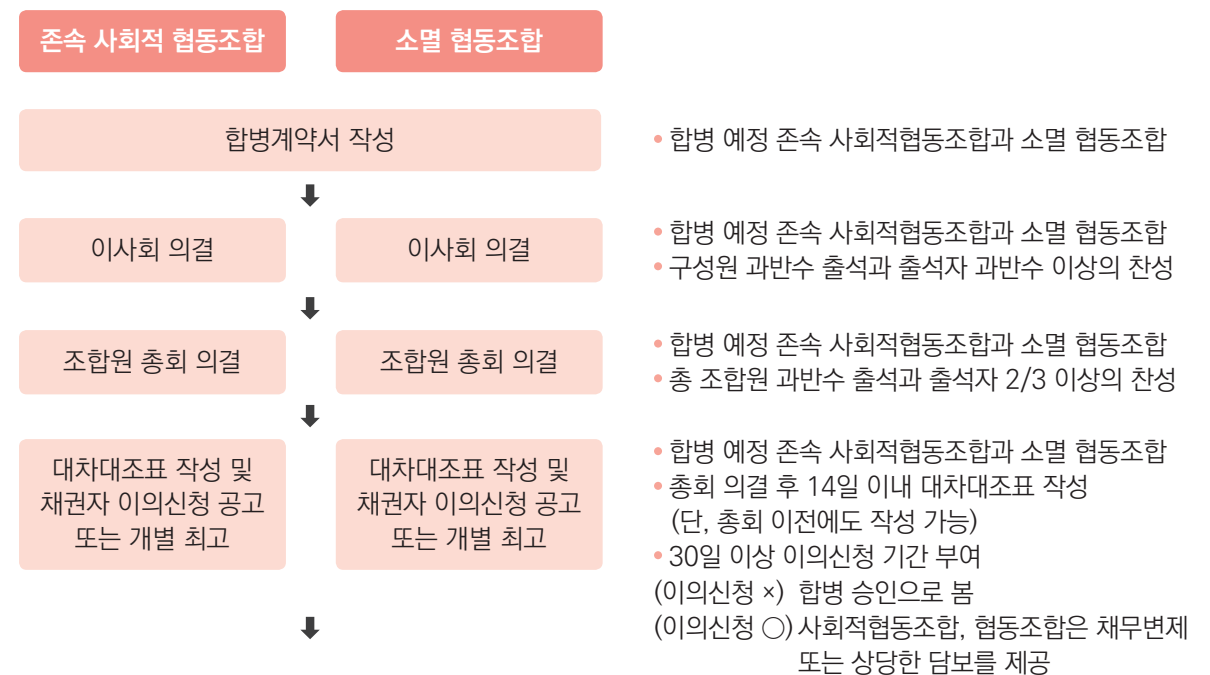 존속 사회적 협동조합
소멸 협동조합
합병계약서 작성
• 합병 예정 존속 사회적협동조합과 소멸 협동조합
이사회 의결
이사회 의결
• 합병 예정 존속 사회적협동조합과 소멸 협동조합
• 구성원 과반수 출석과 출석자 과반수 이상의 찬성
조합원 총회 의결
조합원 총회 의결
• 합병 예정 존속 사회적협동조합과 소멸 협동조합
• 총 조합원 과반수 출석과 출석자 2/3 이상의 찬성
대차대조표 작성 및
채권자 이의신청 공고
또는 개별 최고
대차대조표 작성 및
채권자 이의신청 공고
또는 개별 최고
• 합병 예정 존속 사회적협동조합과 소멸 협동조합
• 총회 의결 후 14일 이내 대차대조표 작성
(단, 총회 이전에도 작성 가능)
• 30일 이상 이의신청 기간 부여
(이의신청 ×) 합병 승인으로 봄
(이의신청 ○) 사회적협동조합, 협동조합은 채무변제
또는 상당한 담보를 제공